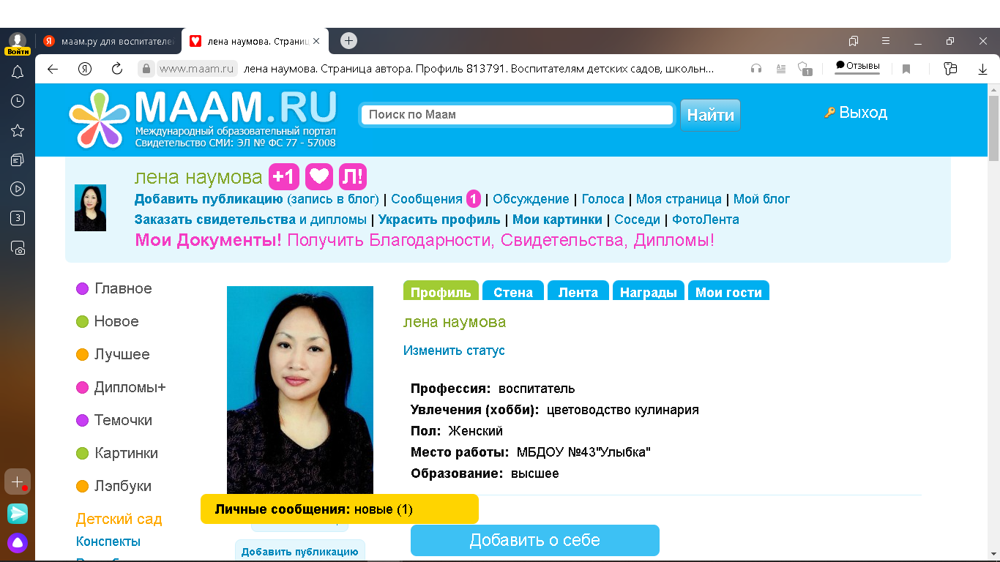 Войти
маам.ру для воспитателе
лена наумова. Страниц
www.maam.ru лена наумова. Страница автора. Профиль 813791. Воспитателям детских садов, школьн...
1
Отзывы
3
MAAM.RU
Международный образовательный портал
Свидетельство СМИ: ЭЛ № ФС 77 - 57008
Поиск по Маам
Найти
Выход
лена наумова +1 Л!
Добавить публикацию (запись в блог) | Сообщения 1 | Обсуждение | Голоса | Моя страница | Мой блог
Заказать свидетельства и дипломы | Украсить профиль | Мои картинки | Соседи | ФотоЛента
Мои Документы! Получить Благодарности, Свидетельства, Дипломы!
Главное
Новое
Лучшее
Дипломы+
Темочки
Картинки
Лэпбуки
Детский сад
Конспекты
Профиль
Стена
Лента
Награды
Мои гости
лена наумова
Изменить статус
Профессия: воспитатель
Увлечения (хобби): цветоводство кулинария
Пол: Женский
Место работы: МБДОУ №43"Улыбка"
Образование: высшее
Личные сообщения: новые (1)
Добавить о себе
Добавить публикацию